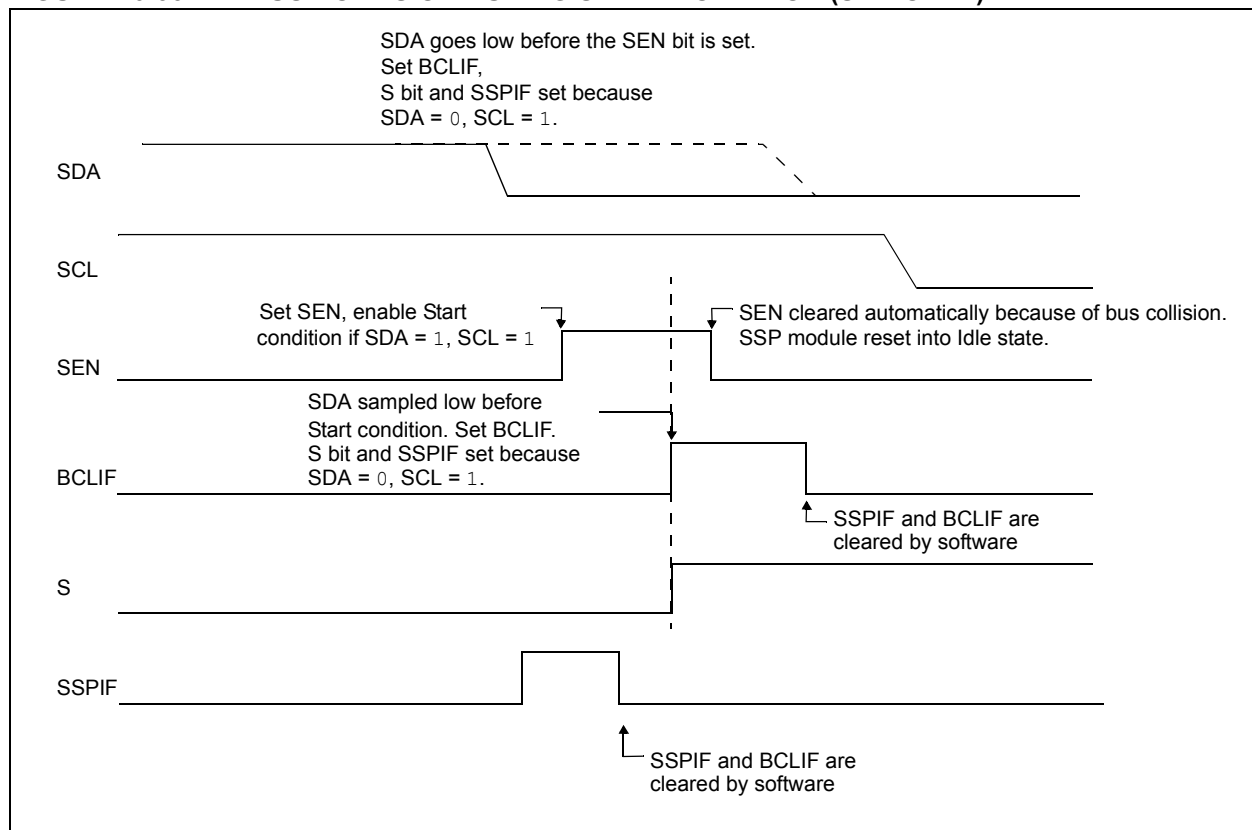 SDA goes low before the SEN bit is set.
Set BCLIF,
S bit and SSPIF set because
SDA = 0, SCL = 1.
SDA
SCL
Set SEN, enable Start
condition if SDA = 1, SCL = 1
SEN cleared automatically because of bus collision.
SSP module reset into Idle state.
SEN
SDA sampled low before
Start condition. Set BCLIF.
S bit and SSPIF set because
SDA = 0, SCL = 1.
BCLIF
SSPIF and BCLIF are
cleared by software
S
SSPIF
SSPIF and BCLIF are
cleared by software